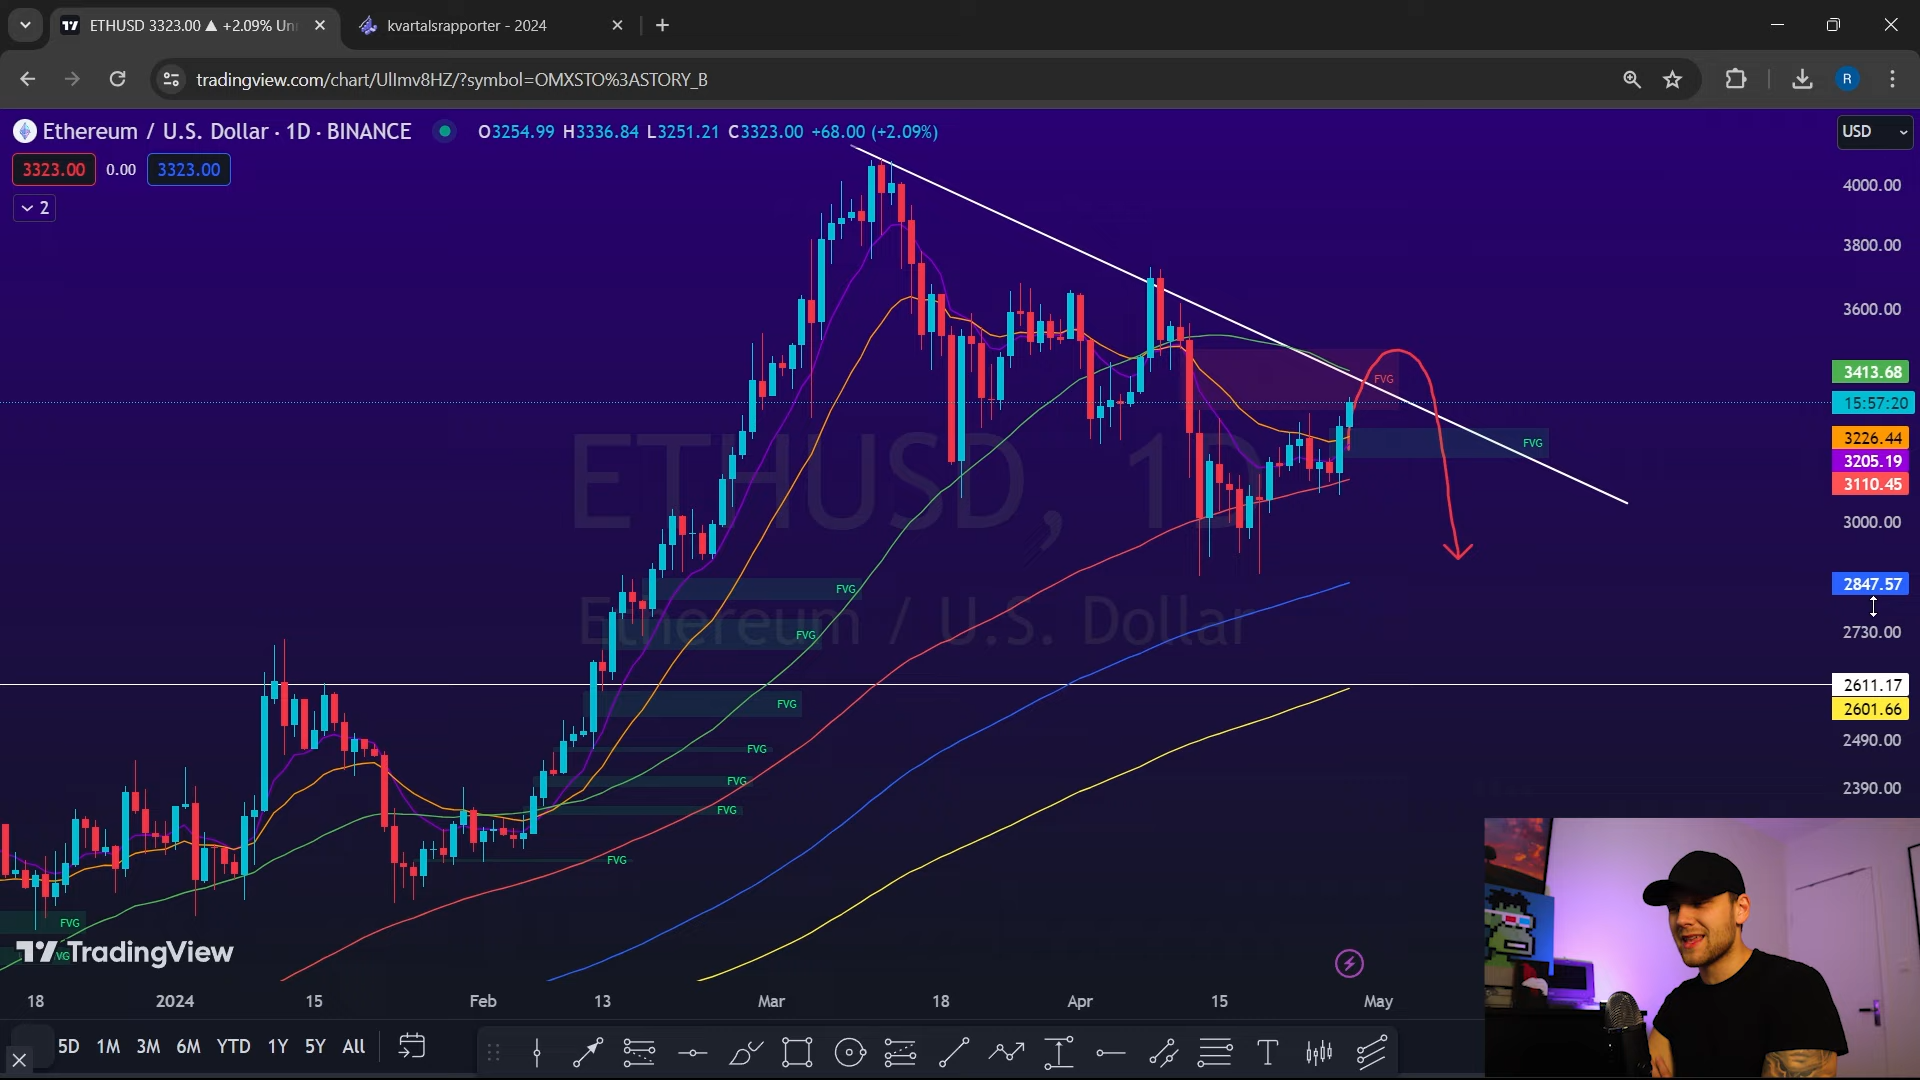 ETHUSD 3323.00 ▲ +2.09% Un
kvartalsrapporter - 2024
tradingview.com/chart/UIImv8HZ/?symbol=OMXSTO%3ASTORY_B
R
Ethereum / U.S. Dollar · 1D · BINANCE
O3254.99 H3336.84 L3251.21 C3323.00 +68.00 (+2.09%)
USD
3323.00 0.00 3323.00
2
4000.00
3800.00
3600.00
3413.68
FVG
15:57:20
3226.44
FVG
3205.19
3110.45
ETHUSD, 1D
3000.00
2847.57
FVG
Ethereum / U.S. Dollar
FVG
2730.00
2611.17
FVG
2601.66
FVG
2490.00
FVG
2390.00
FVG
FVG
FVG
VG
TradingView
18 2024 15 Feb 13 Mar 18 Apr 15 May
5D 1M 3M 6M YTD 1Y 5Y All
T